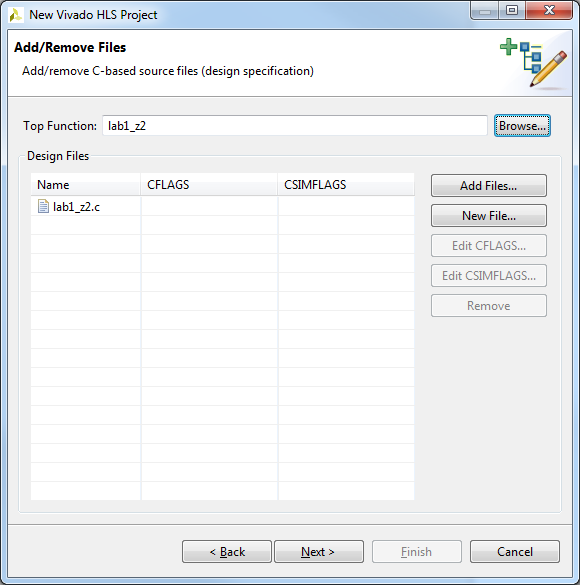 New Vivado HLS Project
Add/Remove Files
Add/remove C-based source files (design specification)
Top Function: lab1_z2 Browse...
Design Files
Name CFLAGS CSIMFLAGS
lab1_z2.c
Add Files...
New File...
Edit CFLAGS...
Edit CSIMFLAGS...
Remove
< Back Next > Finish Cancel